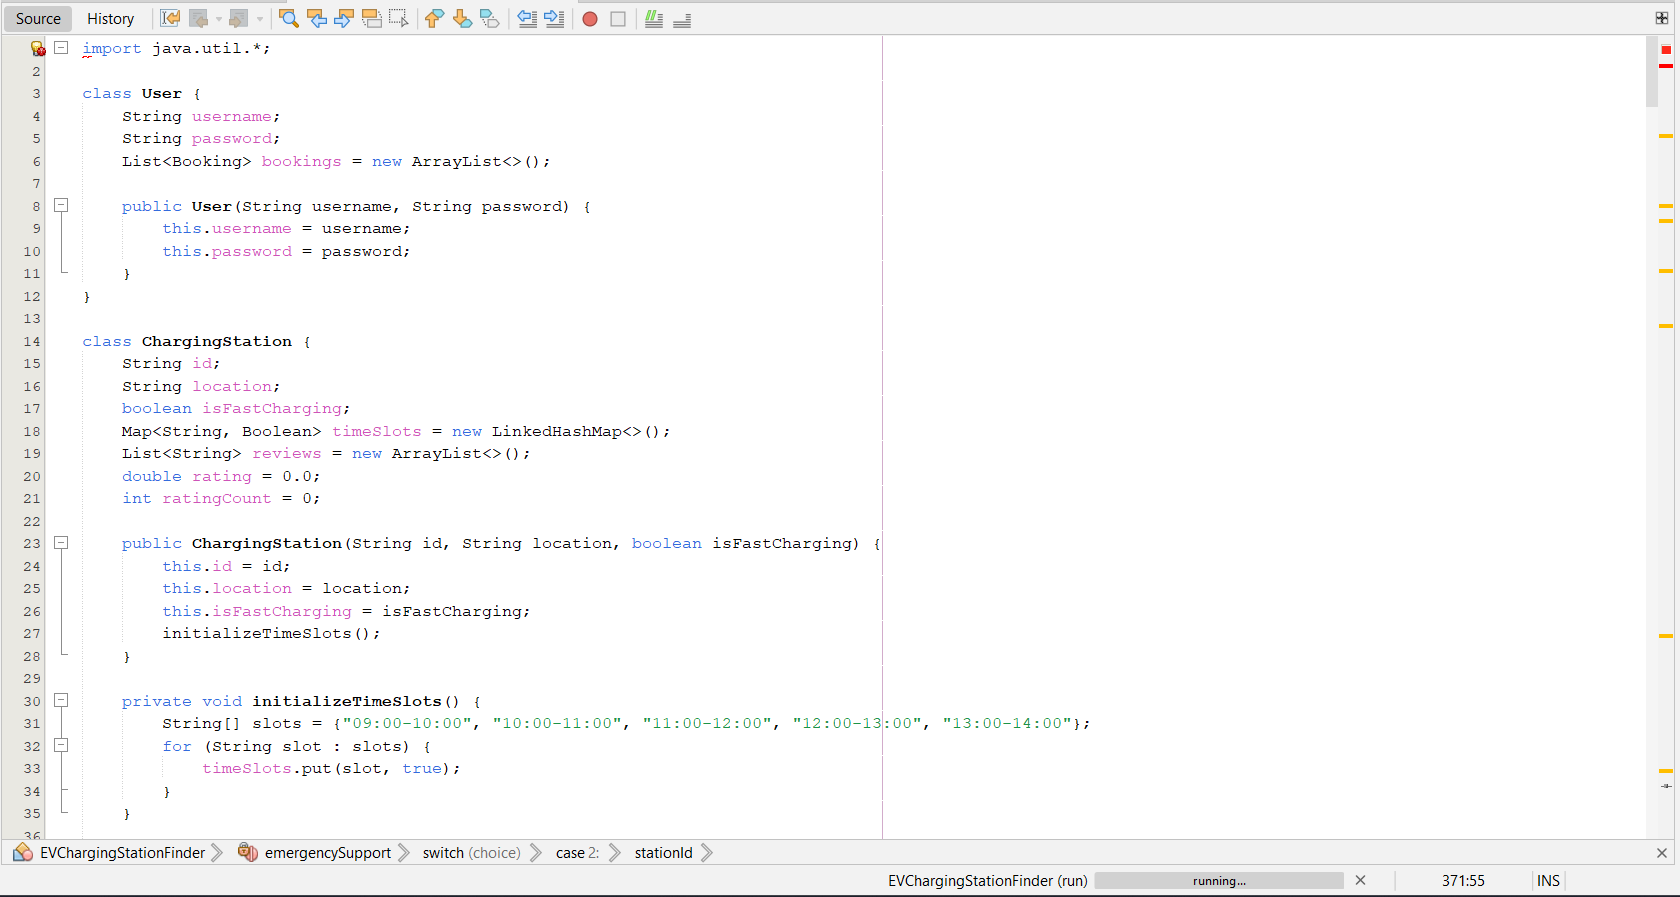 Source History
import java.util.*;
2
3 class User {
4 String username;
5 String password;
6 List<Booking> bookings = new ArrayList<>();
7
8 public User(String username, String password) {
9 this.username = username;
10 this.password = password;
11 }
12 }
13
14 class ChargingStation {
15 String id;
16 String location;
17 boolean isFastCharging;
18 Map<String, Boolean> timeSlots = new LinkedHashMap<>();
19 List<String> reviews = new ArrayList<>();
20 double rating = 0.0;
21 int ratingCount = 0;
22
23 public ChargingStation(String id, String location, boolean isFastCharging) {
24 this.id = id;
25 this.location = location;
26 this.isFastCharging = isFastCharging;
27 initializeTimeSlots();
28 }
29
30 private void initializeTimeSlots() {
31 String[] slots = {"09:00-10:00", "10:00-11:00", "11:00-12:00", "12:00-13:00", "13:00-14:00"};
32 for (String slot : slots) {
33 timeSlots.put(slot, true);
34 }
35 }
36
EVChargingStationFinder emergencySupport switch (choice) case 2: stationId
EVChargingStationFinder (run) running... 371:55 INS